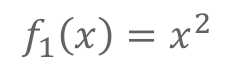 f₁(x) = x²